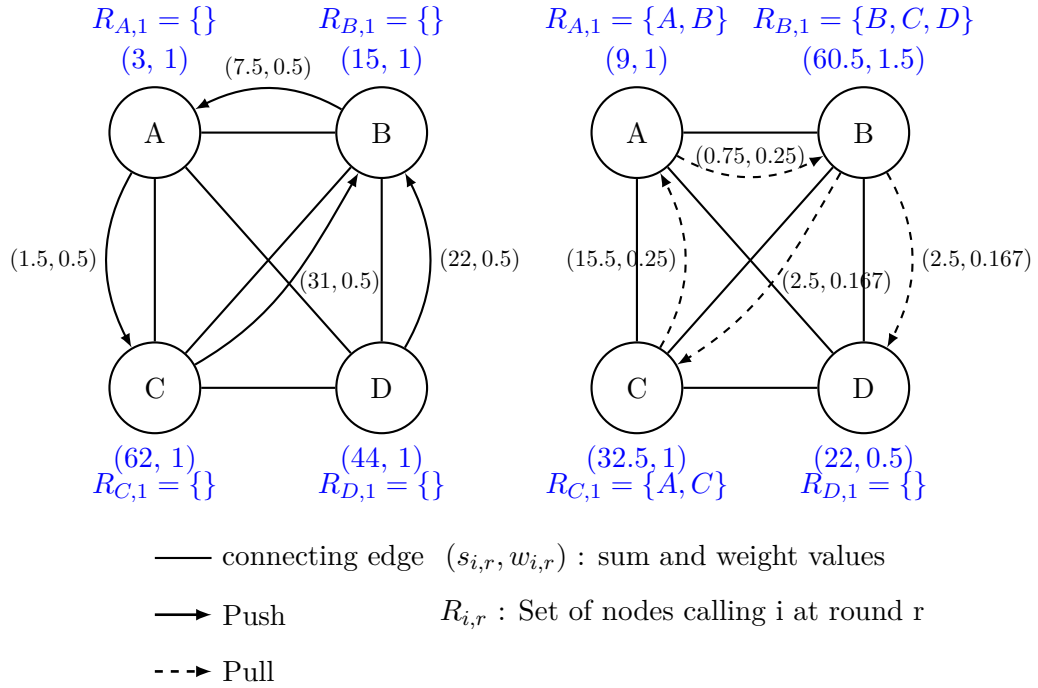 R_{A,1} = {} R_{B,1} = {} R_{A,1} = {A, B} R_{B,1} = {B, C, D}
(3, 1) (15, 1) (9, 1) (60.5, 1.5)
(7.5, 0.5)
A B A B
(0.75, 0.25)
(1.5, 0.5) (22, 0.5) (15.5, 0.25) (2.5, 0.167)
(31, 0.5) (2.5, 0.167)
C D C D
(62, 1) (44, 1) (32.5, 1) (22, 0.5)
R_{C,1} = {} R_{D,1} = {} R_{C,1} = {A, C} R_{D,1} = {}
connecting edge (s_{i,r}, w_{i,r}) : sum and weight values
Push R_{i,r} : Set of nodes calling i at round r
Pull